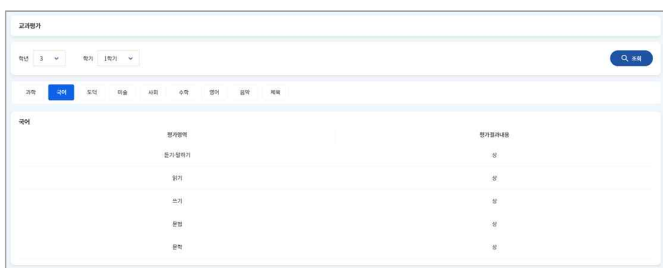 교과평가
학년 3 학기 1학기 조회
과학 국어 도덕 미술 사회 수학 영어 음악 체육
국어
평가영역 평가결과내용
듣기·말하기 상
읽기 상
쓰기 상
문법 상
문학 상